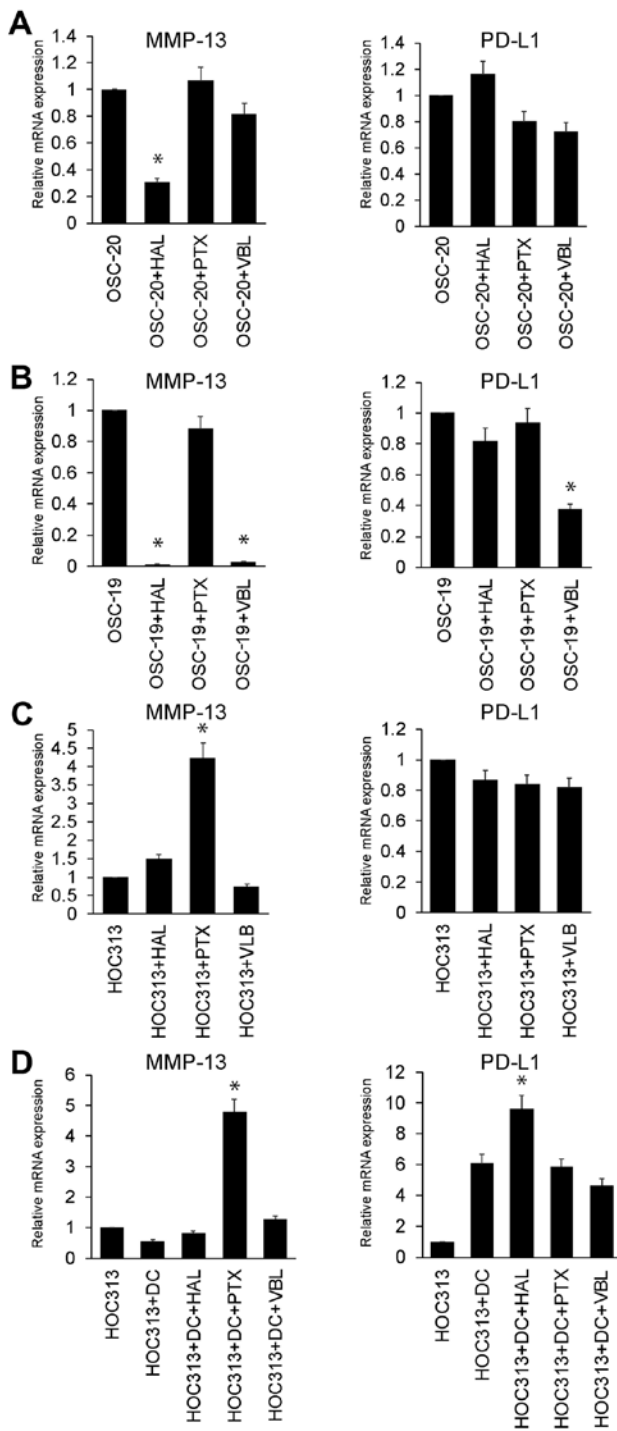 A
MMP-13
Relative mRNA expression
1.4
1.2
1
0.8
0.6
0.4
0.2
0
*
OSC-20
OSC-20+HAL
OSC-20+PTX
OSC-20+VBL
PD-L1
Relative mRNA expression
1.4
1.2
1
0.8
0.6
0.4
0.2
0
OSC-20
OSC-20+HAL
OSC-20+PTX
OSC-20+VBL
B
MMP-13
Relative mRNA expression
1.2
1
0.8
0.6
0.4
0.2
0
*
*
OSC-19
OSC-19+HAL
OSC-19+PTX
OSC-19+VBL
PD-L1
Relative mRNA expression
1.2
1
0.8
0.6
0.4
0.2
0
*
OSC-19
OSC-19+HAL
OSC-19+PTX
OSC-19+VBL
C
MMP-13
Relative mRNA expression
5
4.5
4
3.5
3
2.5
2
1.5
1
0.5
0
*
HOC313
HOC313+HAL
HOC313+PTX
HOC313+VLB
PD-L1
Relative mRNA expression
1.2
1
0.8
0.6
0.4
0.2
0
HOC313
HOC313+HAL
HOC313+PTX
HOC313+VLB
D
MMP-13
Relative mRNA expression
6
5
4
3
2
1
0
*
HOC313
HOC313+DC
HOC313+DC+HAL
HOC313+DC+PTX
HOC313+DC+VBL
PD-L1
Relative mRNA expression
12
10
8
6
4
2
0
*
HOC313
HOC313+DC
HOC313+DC+HAL
HOC313+DC+PTX
HOC313+DC+VBL